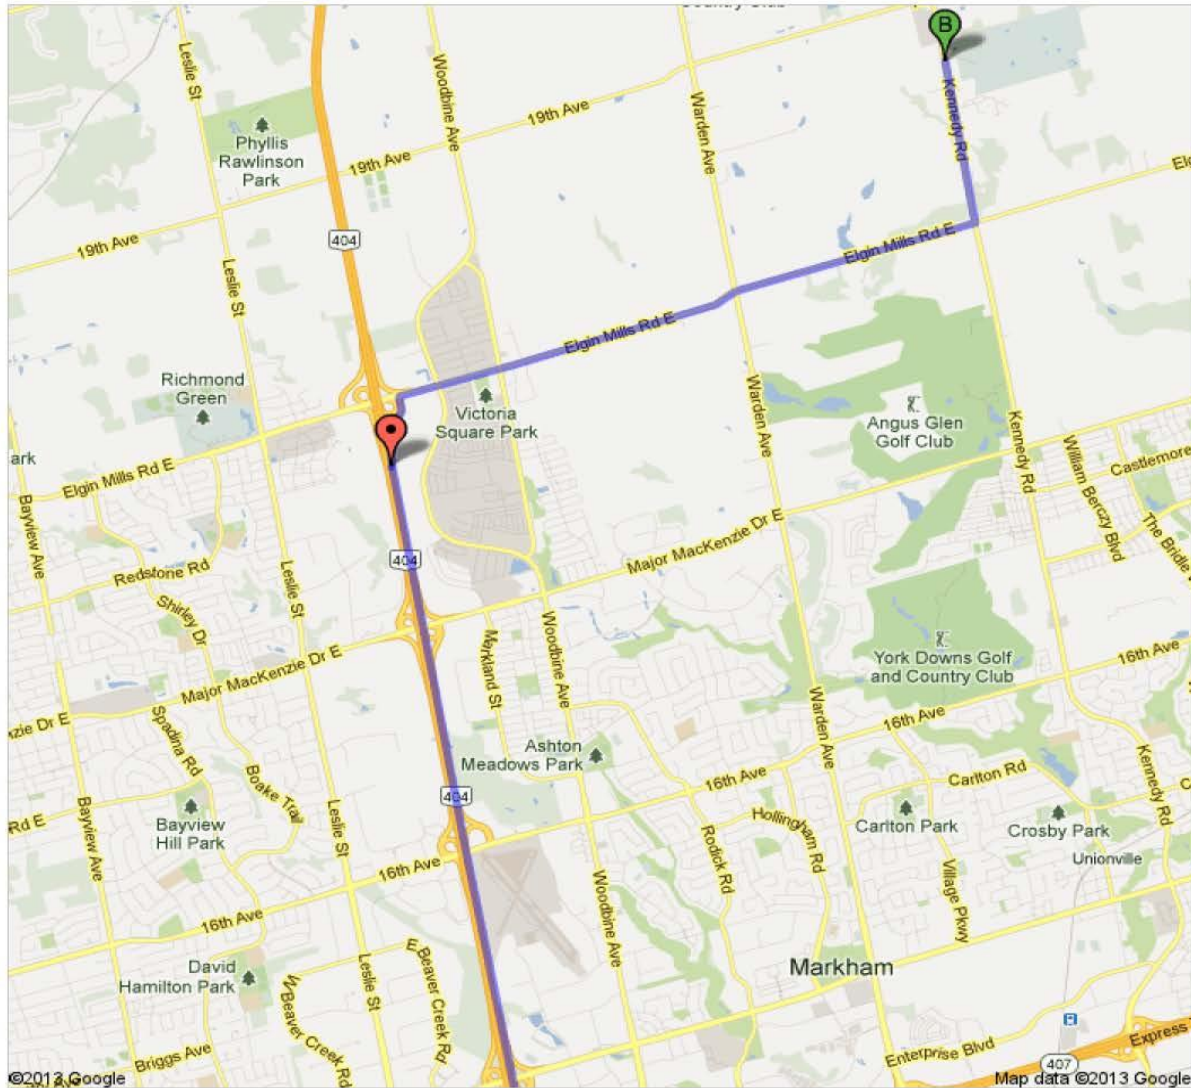 Country Club
B
Leslie St
Woodbine Ave
Kennedy Rd
Phyllis
Rawlinson
Park
19th Ave
Warden Ave
19th Ave
404
19th Ave
Elgin Mills Rd E
Leslie St
Elgin Mills Rd E
Richmond
Green
Victoria
Square Park
Warden Ave
Angus Glen
Golf Club
Kennedy Rd
William Berczy Blvd
Castlemore
Elgin Mills Rd E
Bayview Ave
The Bridle
404
Major MacKenzie Dr E
Redstone Rd
Leslie St
Shirley Dr
Markland St
Woodbine Ave
York Downs Golf
and Country Club
16th Ave
Major MacKenzie Dr E
Warden Ave
16th Ave
Spadina Rd
Ashton
Meadows Park
16th Ave
Carlton Rd
Kennedy Rd
Boake Trail
404
Bayview
Hill Park
Bayview Ave
Leslie St
Hollingham Rd
Carlton Park
Crosby Park
Unionville
Rodick Rd
Village Pkwy
16th Ave
Woodbine Ave
16th Ave
David
Hamilton Park
E Beaver Creek Rd
N Beaver Creek Rd
Leslie St
Markham
Briggs Ave
Enterprise Blvd
Express
407
©2013 Google
Map data ©2013 Google